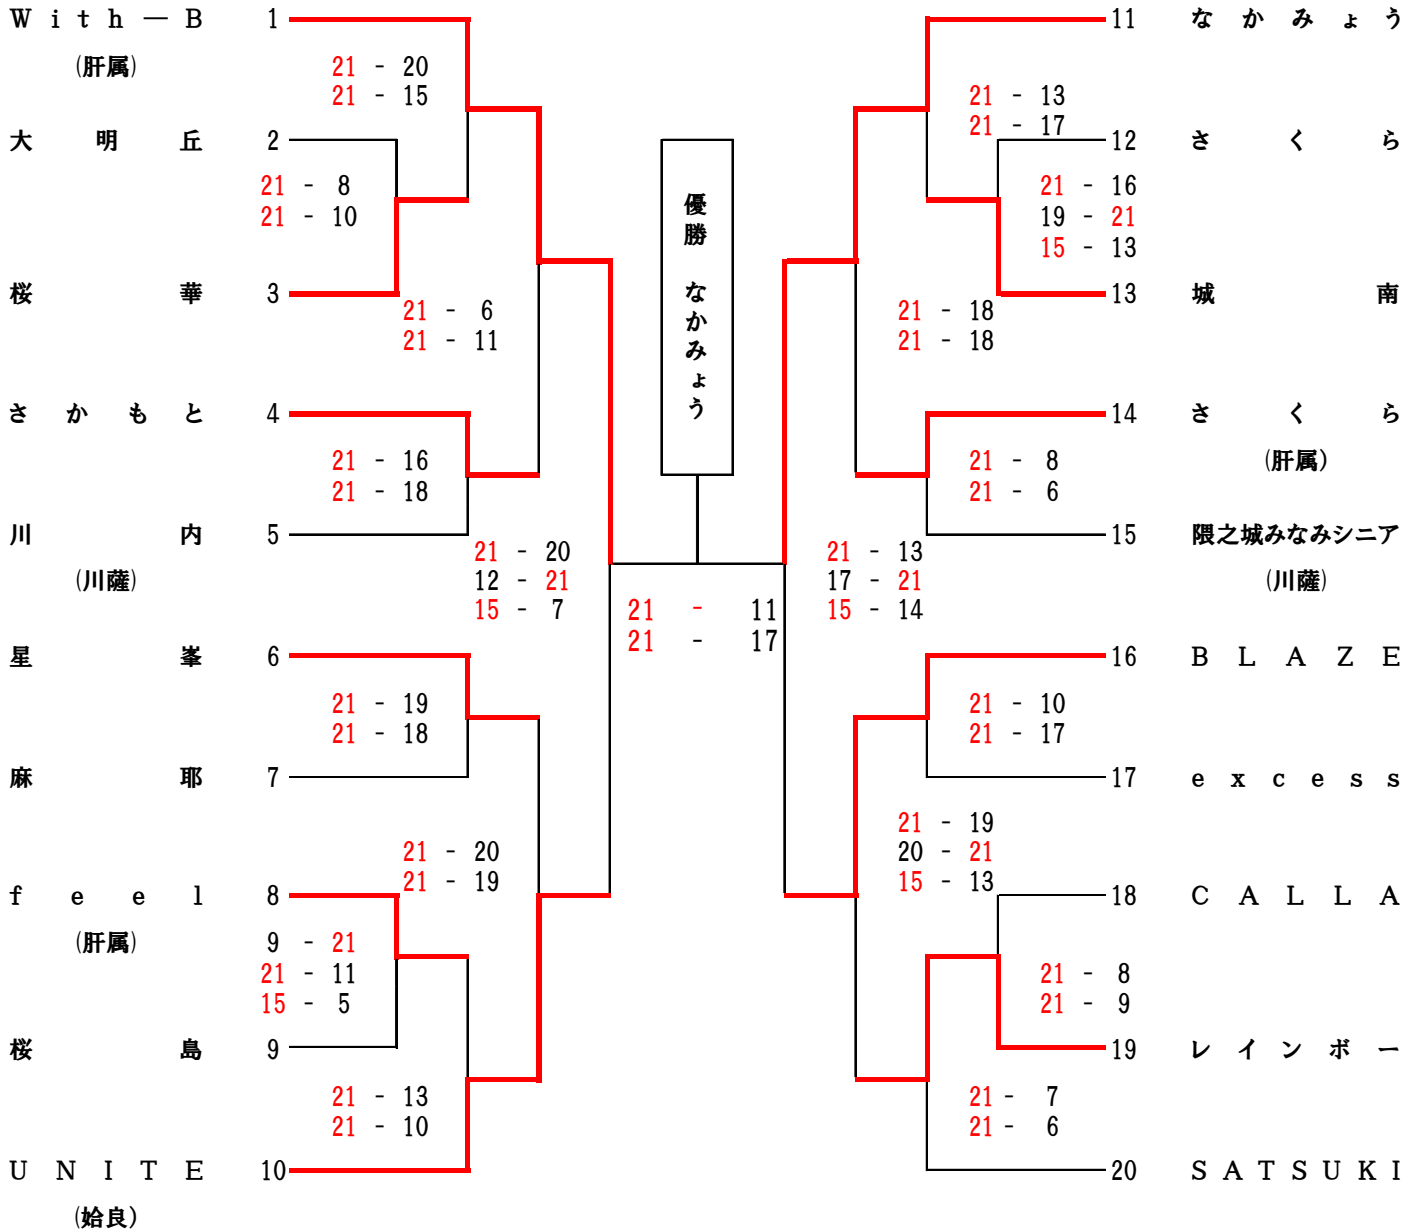 With―B 1
(肝属)
21 - 20
21 - 15
大明丘 2
21 - 8
21 - 10
桜華 3
21 - 6
21 - 11
さかもと 4
21 - 16
21 - 18
川内 5
(川薩)
21 - 20
12 - 21
15 - 7
星峯 6
21 - 19
21 - 18
麻耶 7
21 - 20
21 - 19
feel 8
(肝属)
9 - 21
21 - 11
15 - 5
桜島 9
21 - 13
21 - 10
UNITE 10
(姶良)
優勝 なかみょう
21 - 11
21 - 17
11 なかみょう
21 - 13
21 - 17
12 さくら
21 - 16
19 - 21
15 - 13
13 城南
21 - 18
21 - 18
14 さくら
(肝属)
21 - 8
21 - 6
15 隈之城みなみシニア
(川薩)
21 - 13
17 - 21
15 - 14
16 BLAZE
21 - 10
21 - 17
17 excess
21 - 19
20 - 21
15 - 13
18 CALLA
21 - 8
21 - 9
19 レインボー
21 - 7
21 - 6
20 SATSUKI